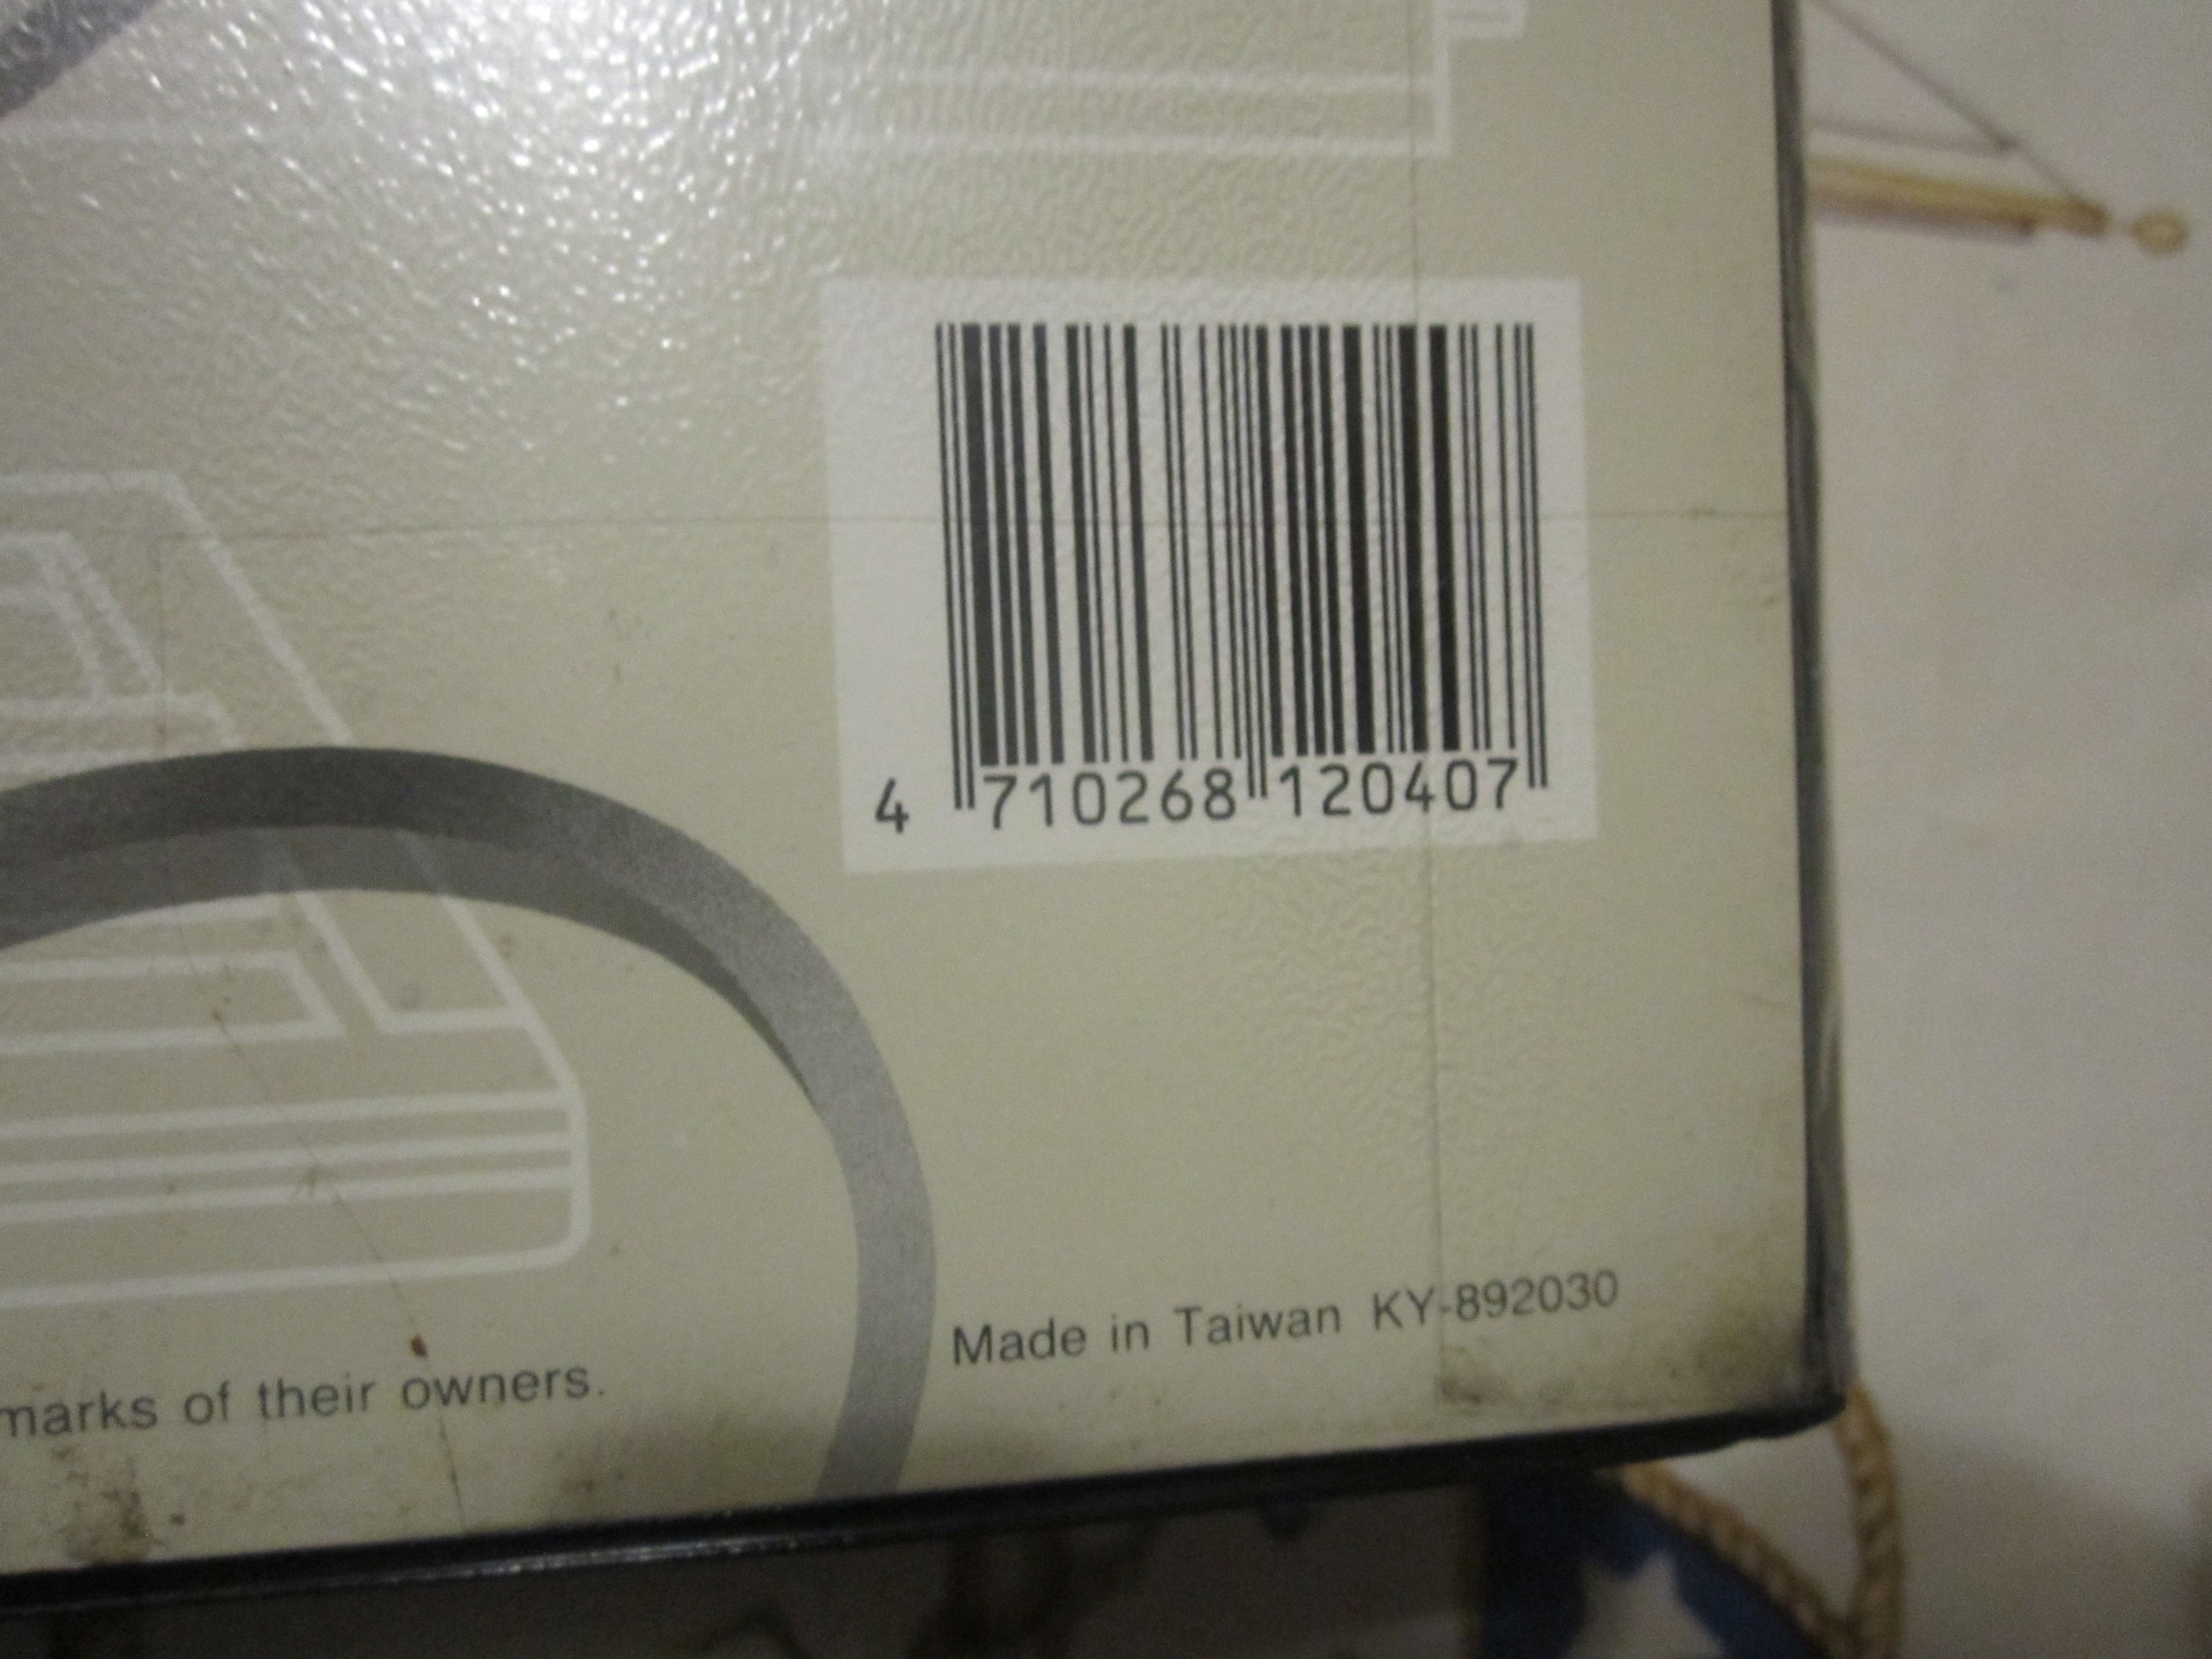 4 710268 120407
Made in Taiwan KY-892030
marks of their owners.